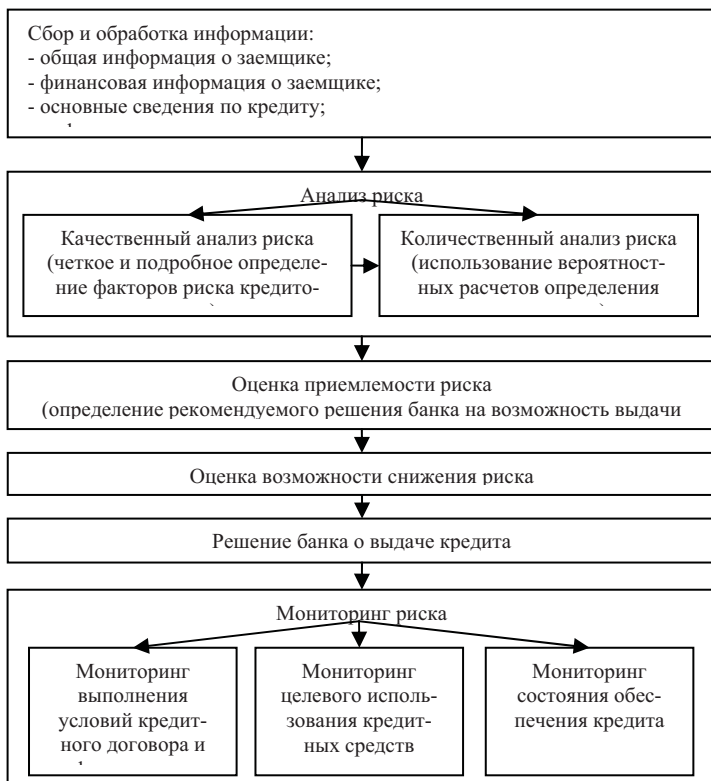 Сбор и обработка информации:
- общая информация о заемщике;
- финансовая информация о заемщике;
- основные сведения по кредиту;
Анализ риска
Качественный анализ риска
(четкое и подробное определе-
ние факторов риска кредито-
Количественный анализ риска
(использование вероятност-
ных расчетов определения
Оценка приемлемости риска
(определение рекомендуемого решения банка на возможность выдачи
Оценка возможности снижения риска
Решение банка о выдаче кредита
Мониторинг риска
Мониторинг
выполнения
условий кредит-
ного договора и
Мониторинг
целевого исполь-
зования кредит-
ных средств
Мониторинг
состояния обес-
печения кредита